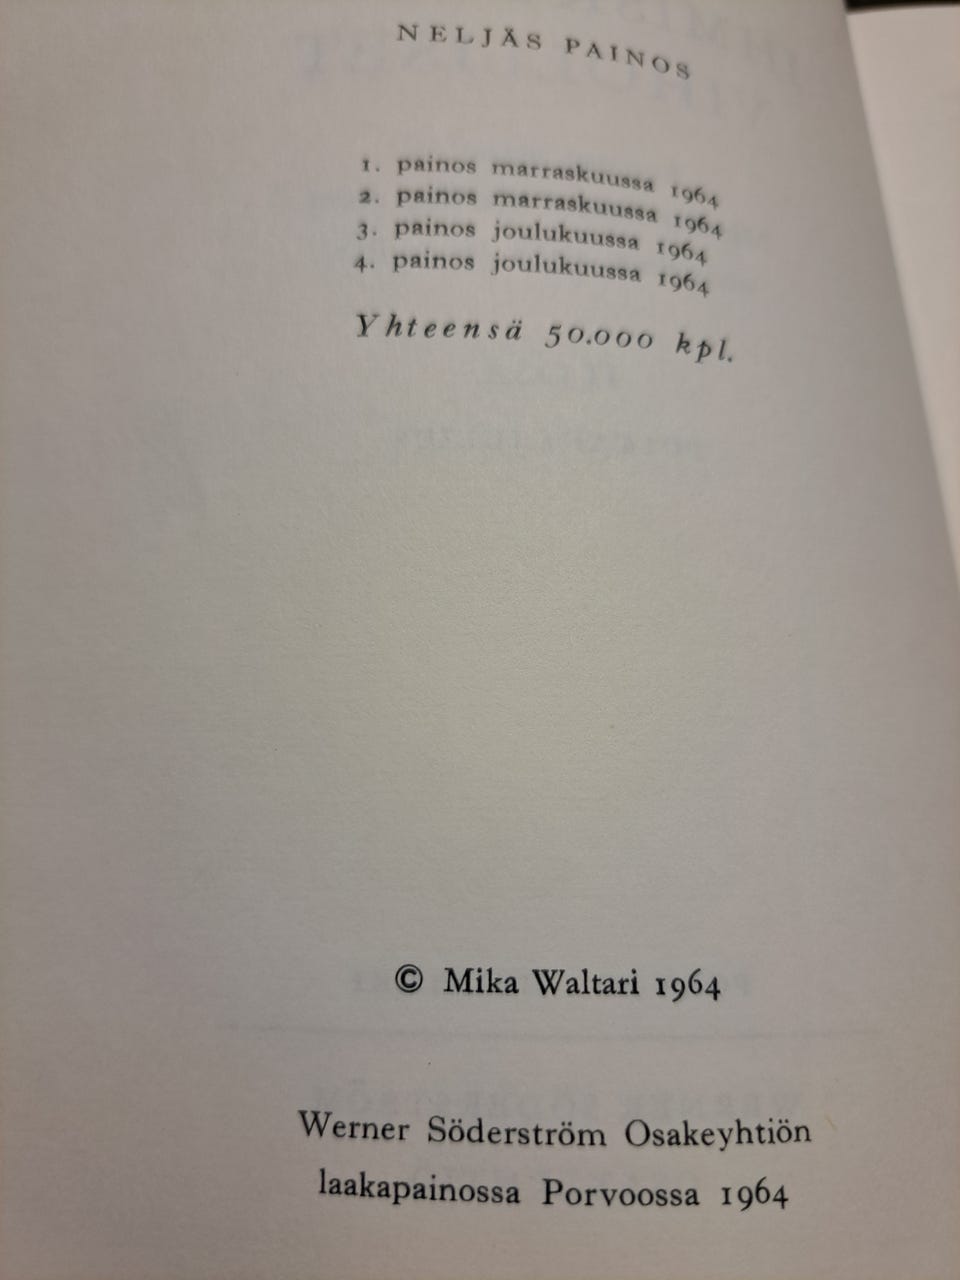 NELJÄS PAINOS
1. painos marraskuussa 1964
2. painos marraskuussa 1964
3. painos joulukuussa 1964
4. painos joulukuussa 1964
Yhteensä 50.000 kpl.
© Mika Waltari 1964
Werner Söderström Osakeyhtiön
laakapainossa Porvoossa 1964